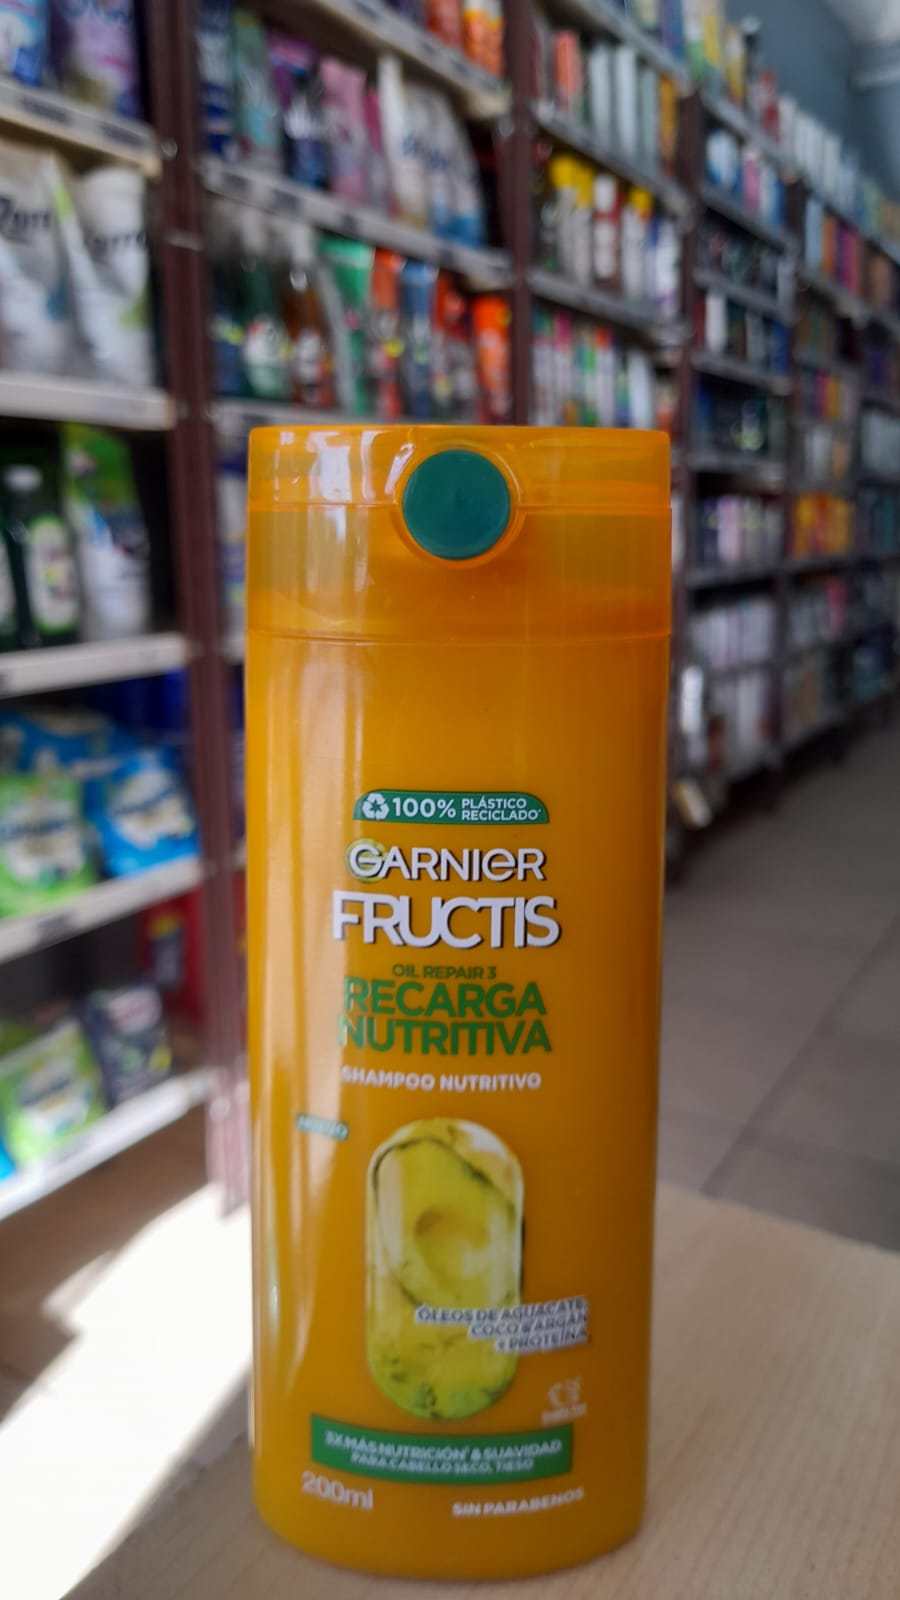 100% PLÁSTICO
RECICLADO*
GARNIER
FRUCTIS
OIL REPAIR 3
RECARGA
NUTRITIVA
SHAMPOO NUTRITIVO
NUEVO
ÓLEOS DE AGUACATE
COCO & ARGÁN
+ PROTEÍNA
3X MÁS NUTRICIÓN* & SUAVIDAD
PARA CABELLO SECO, TIESO
200ml
SIN PARABENOS